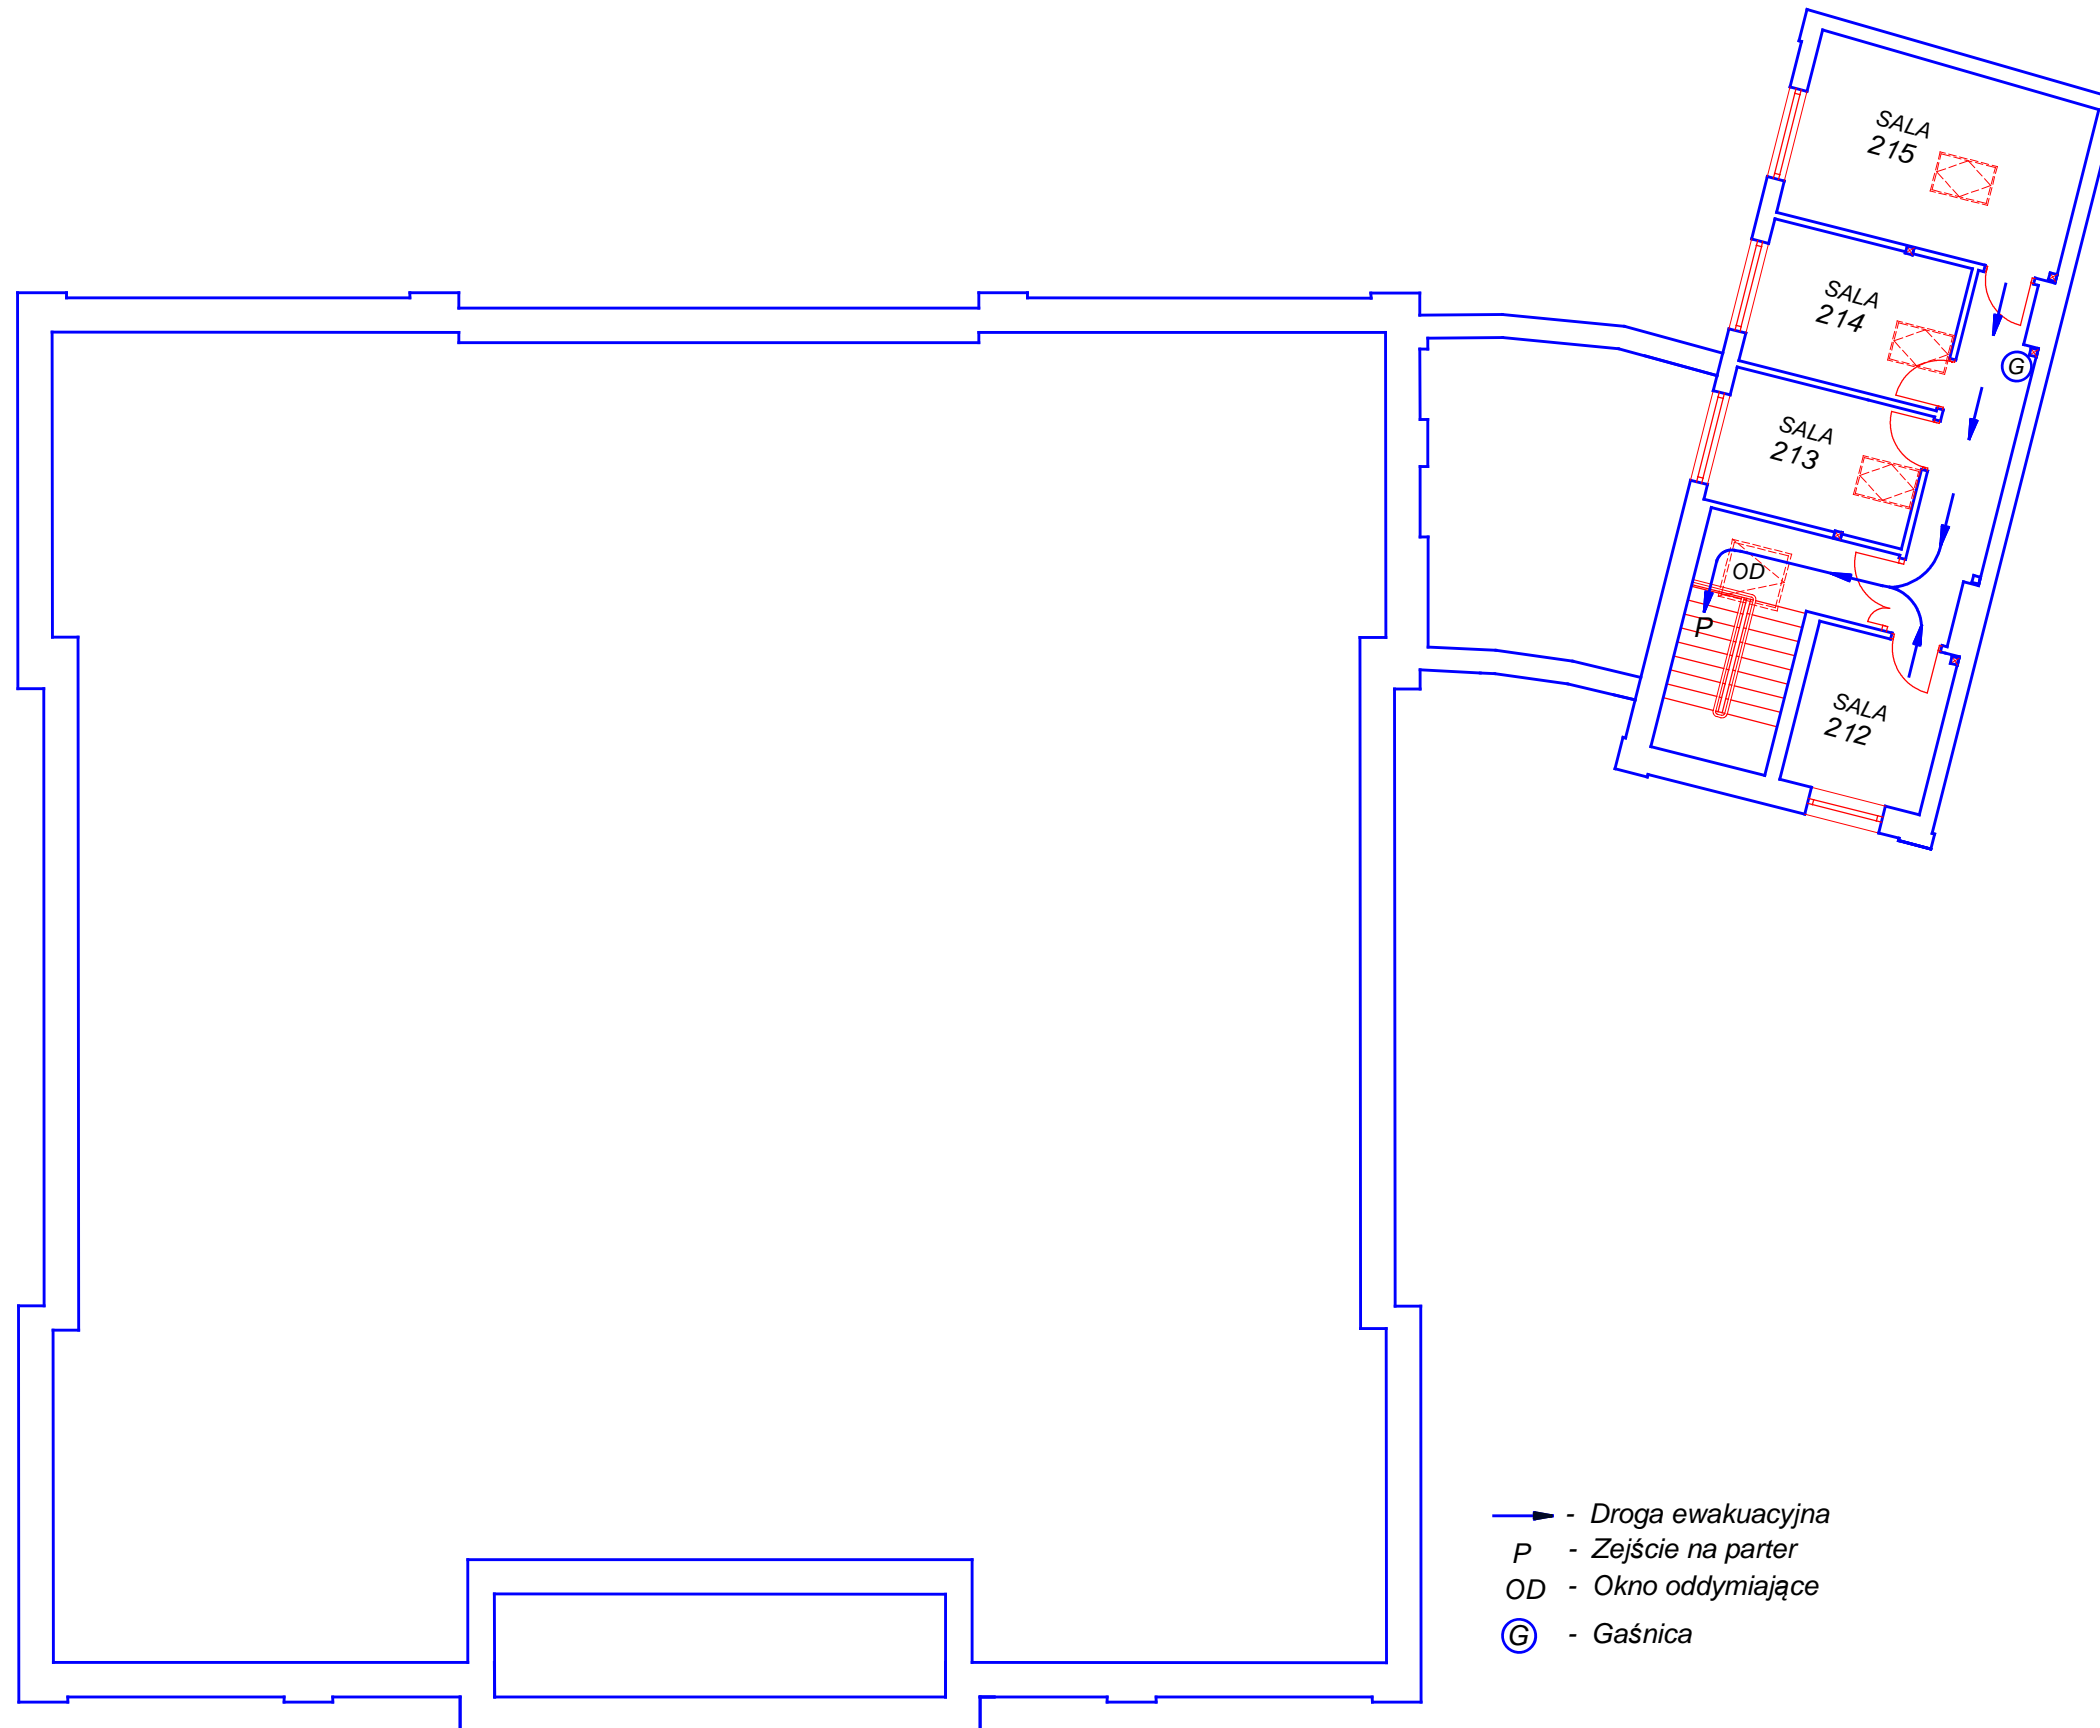 SALA
215
SALA
214
G
SALA
213
OD
P
SALA
212
- Droga ewakuacyjna
P - Zejście na parter
OD - Okno oddymiające
G - Gaśnica